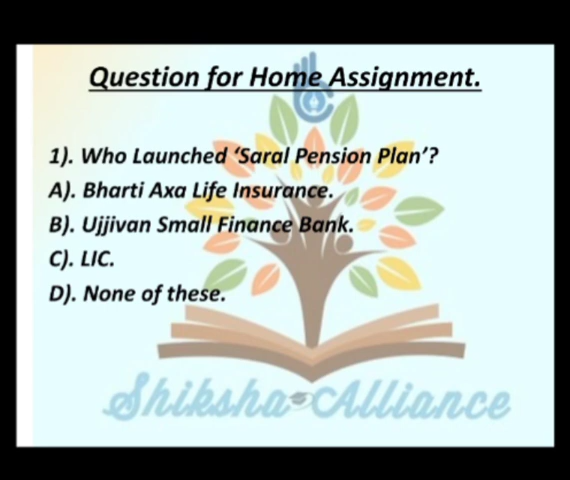 Question for Home Assignment.
1). Who Launched ‘Saral Pension Plan’?
A). Bharti Axa Life Insurance.
B). Ujjivan Small Finance Bank.
C). LIC.
D). None of these.
Shiksha Alliance